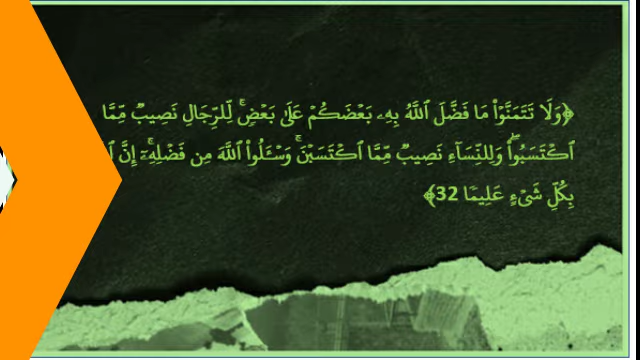 ﴿وَلَا تَتَمَنَّوۡاْ مَا فَضَّلَ ٱللَّهُ بِهِۦ بَعۡضَكُمۡ عَلَىٰ بَعۡضٖۚ لِّلرِّجَالِ نَصِيبٞ مِّمَّا
ٱكۡتَسَبُواْۖ وَلِلنِّسَآءِ نَصِيبٞ مِّمَّا ٱكۡتَسَبۡنَۚ وَسۡـَٔلُواْ ٱللَّهَ مِن فَضۡلِهِۦٓۚ إِنَّ
بِكُلِّ شَيۡءٍ عَلِيمٗا 32﴾